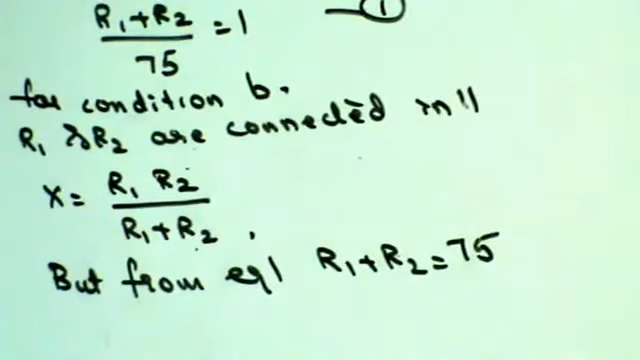 R₁+R₂ / 75 = 1 —①
for condition b.
R₁ & R₂ are connected in ||
X = R₁ R₂ / R₁+R₂ .
But from eq1 R₁+R₂=75